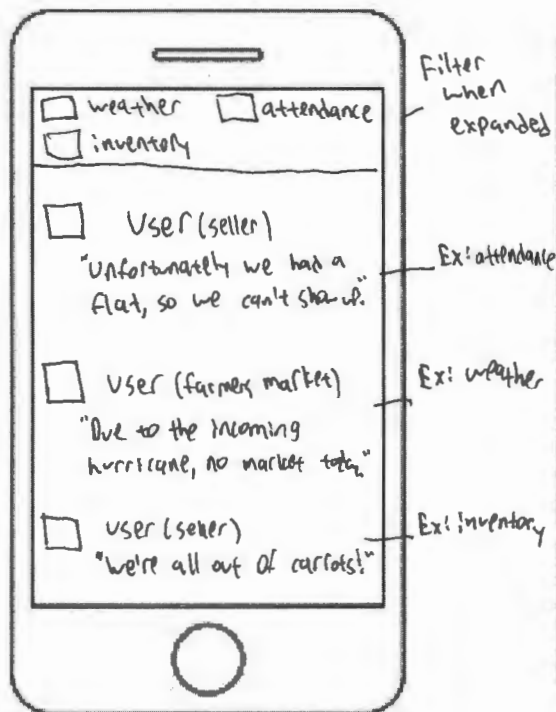 weather attendance
inventory
Filter
when
expanded
User (seller)
"Unfortunately we had a
flat, so we can't show up."
Ex: attendance
User (farmers market)
"Due to the incoming
hurricane, no market today."
Ex: weather
User (seller)
"We're all out of carrots!"
Ex: inventory